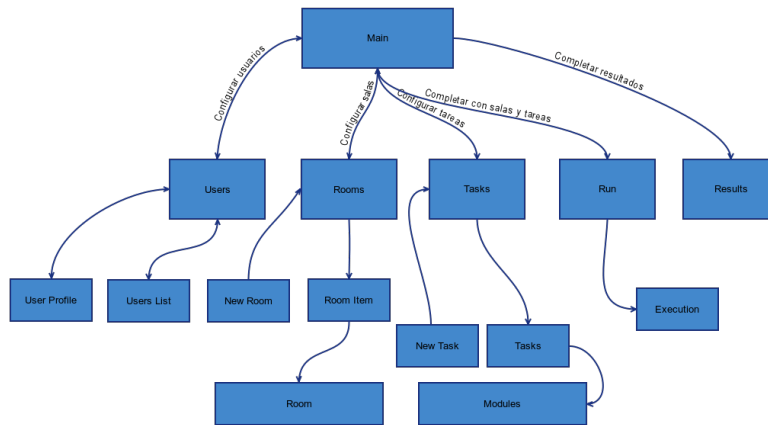 Main
Configurar usuarios
Configurar salas
Configurar tareas
Completar con salas y tareas
Completar resultados
Users
Rooms
Tasks
Run
Results
User Profile
Users List
New Room
Room Item
Execution
New Task
Tasks
Room
Modules